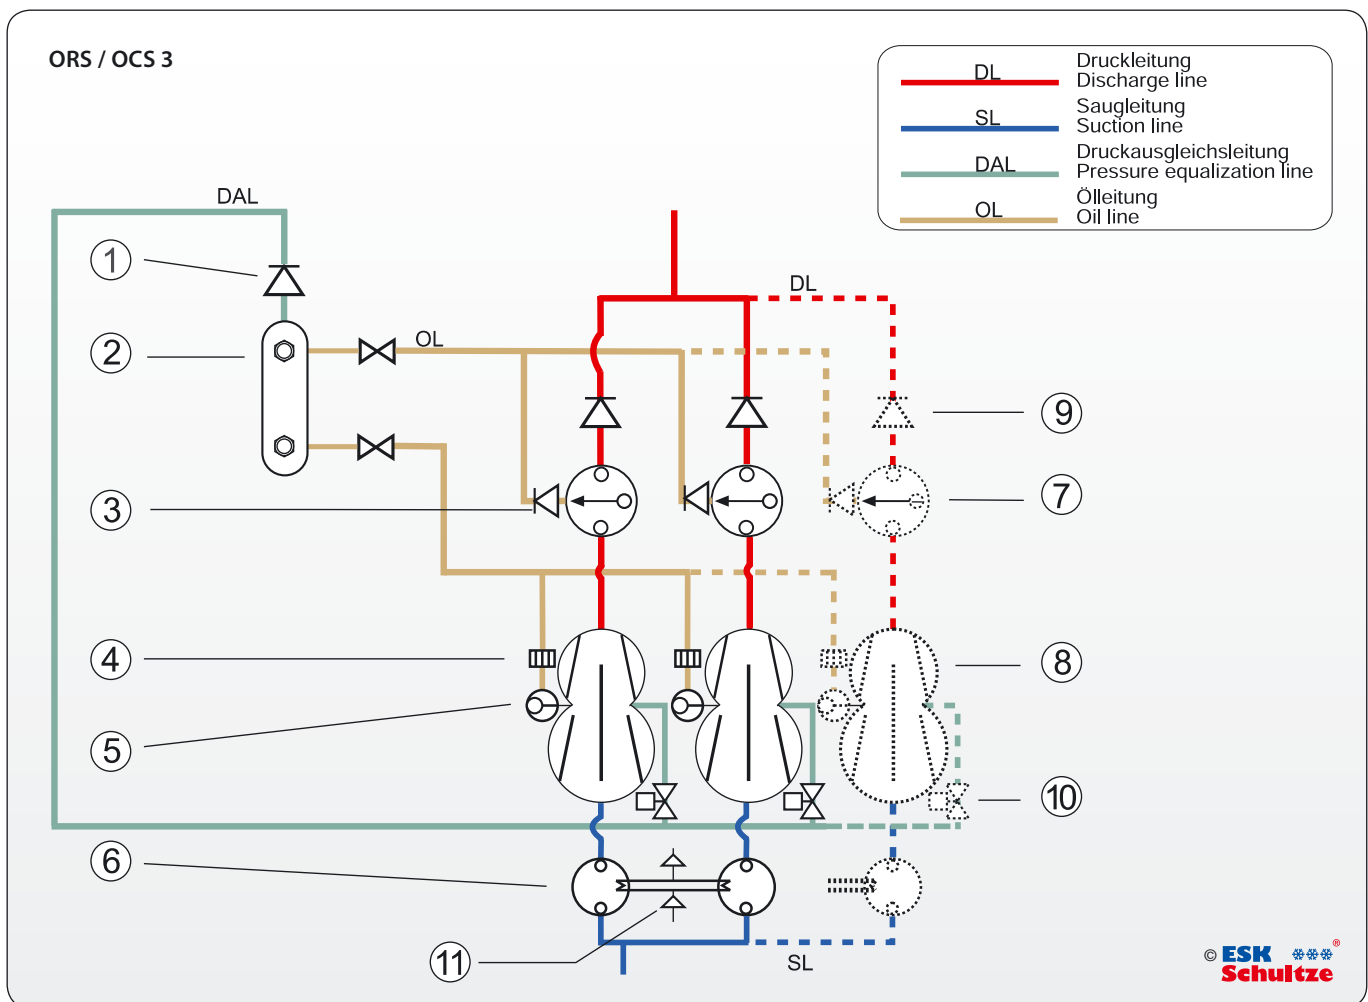 ORS / OCS 3
DL
Druckleitung
Discharge line
SL
Saugleitung
Suction line
DAL
Druckausgleichsleitung
Pressure equalization line
OL
Ölleitung
Oil line
DAL
1
DL
2
OL
9
3
7
4
8
5
10
6
11
SL
© ESK ®
Schultze